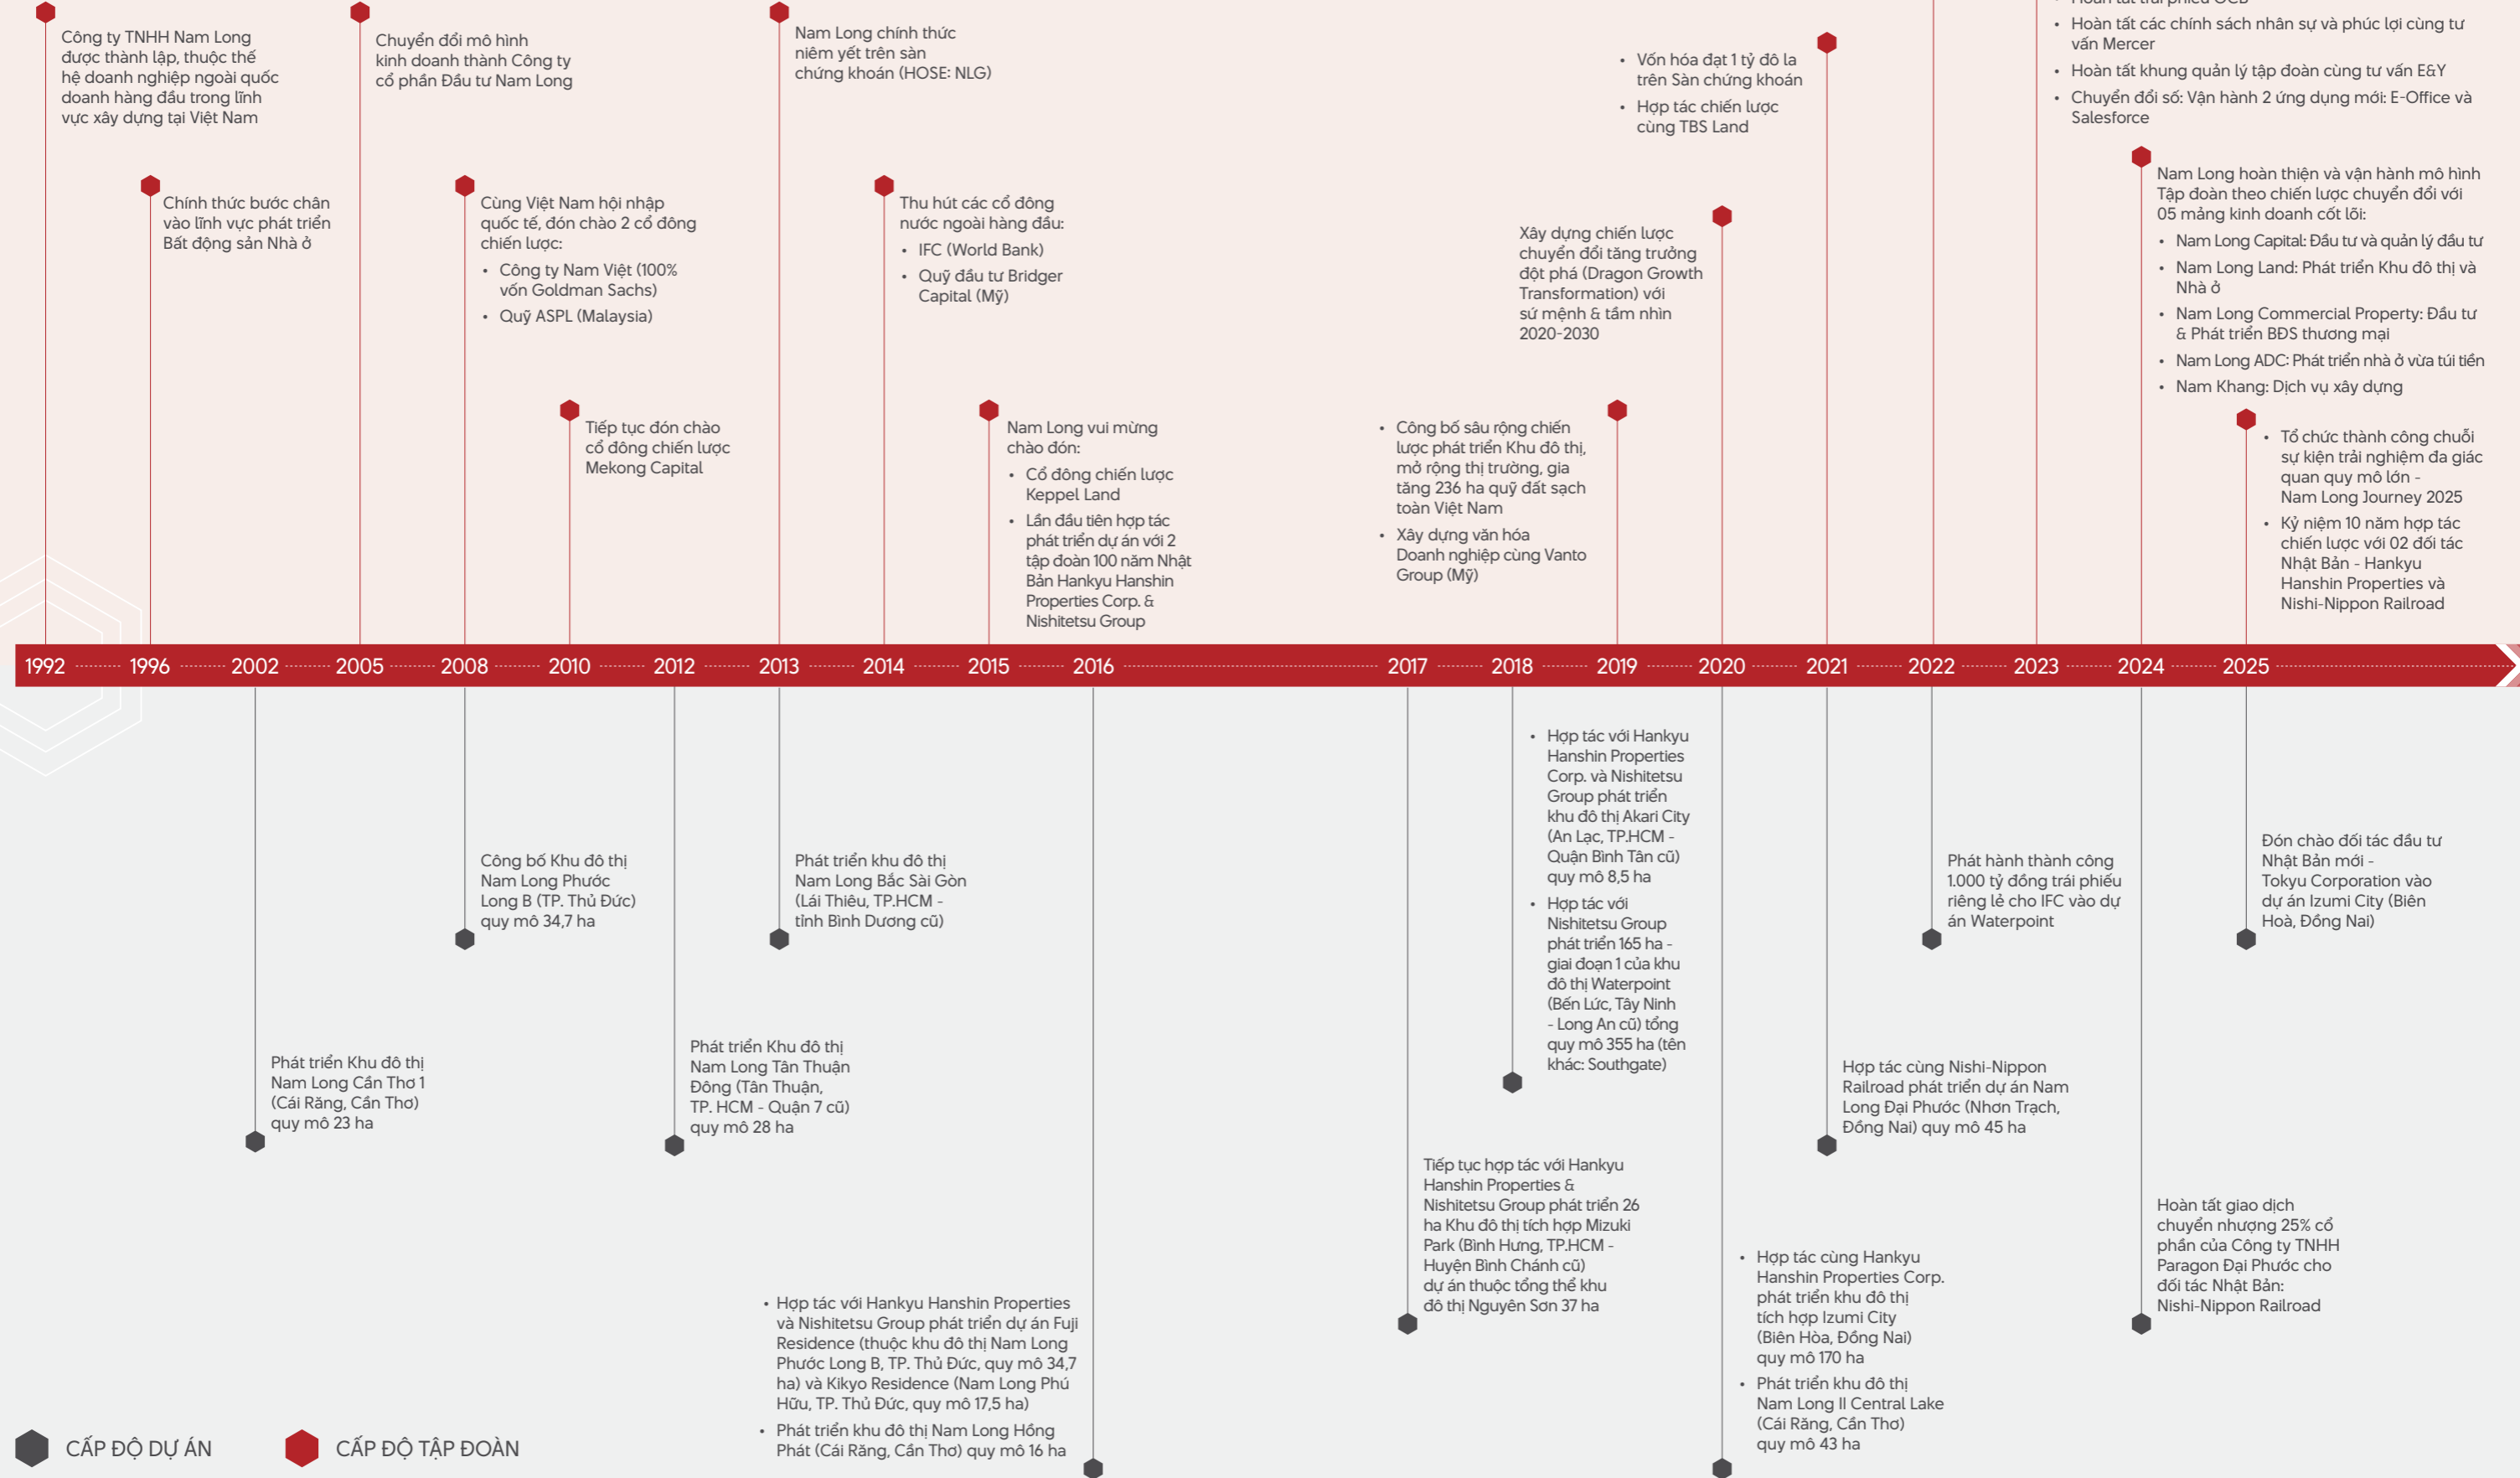 Công ty TNHH Nam Long
được thành lập, thuộc thế
hệ doanh nghiệp ngoài quốc
doanh hàng đầu trong lĩnh
vực xây dựng tại Việt Nam
Chính thức bước chân
vào lĩnh vực phát triển
Bất động sản Nhà ở
Chuyển đổi mô hình
kinh doanh thành Công ty
cổ phần Đầu tư Nam Long
Cùng Việt Nam hội nhập
quốc tế, đón chào 2 cổ đông
chiến lược:
• Công ty Nam Việt (100%
vốn Goldman Sachs)
• Quỹ ASPL (Malaysia)
Tiếp tục đón chào
cổ đông chiến lược
Mekong Capital
Nam Long chính thức
niêm yết trên sàn
chứng khoán (HOSE: NLG)
Thu hút các cổ đông
nước ngoài hàng đầu:
• IFC (World Bank)
• Quỹ đầu tư Bridger
Capital (Mỹ)
Nam Long vui mừng
chào đón:
• Cổ đông chiến lược
Keppel Land
• Lần đầu tiên hợp tác
phát triển dự án với 2
tập đoàn 100 năm Nhật
Bản Hankyu Hanshin
Properties Corp. &
Nishitetsu Group
• Công bố sâu rộng chiến
lược phát triển Khu đô thị,
mở rộng thị trường, gia
tăng 236 ha quỹ đất sạch
toàn Việt Nam
• Xây dựng văn hóa
Doanh nghiệp cùng Vanto
Group (Mỹ)
Xây dựng chiến lược
chuyển đổi tăng trưởng
đột phá (Dragon Growth
Transformation) với
sứ mệnh & tầm nhìn
2020-2030
• Vốn hóa đạt 1 tỷ đô la
trên Sàn chứng khoán
• Hợp tác chiến lược
cùng TBS Land
• Hoàn tất trái phiếu OCB
• Hoàn tất các chính sách nhân sự và phúc lợi cùng tư
vấn Mercer
• Hoàn tất khung quản lý tập đoàn cùng tư vấn E&Y
• Chuyển đổi số: Vận hành 2 ứng dụng mới: E-Office và
Salesforce
Nam Long hoàn thiện và vận hành mô hình
Tập đoàn theo chiến lược chuyển đổi với
05 mảng kinh doanh cốt lõi:
• Nam Long Capital: Đầu tư và quản lý đầu tư
• Nam Long Land: Phát triển Khu đô thị và
Nhà ở
• Nam Long Commercial Property: Đầu tư
& Phát triển BĐS thương mại
• Nam Long ADC: Phát triển nhà ở vừa túi tiền
• Nam Khang: Dịch vụ xây dựng
• Tổ chức thành công chuỗi
sự kiện trải nghiệm đa giác
quan quy mô lớn -
Nam Long Journey 2025
• Kỷ niệm 10 năm hợp tác
chiến lược với 02 đối tác
Nhật Bản - Hankyu
Hanshin Properties và
Nishi-Nippon Railroad
1992 1996 2002 2005 2008 2010 2012 2013 2014 2015 2016 2017 2018 2019 2020 2021 2022 2023 2024 2025
Phát triển Khu đô thị
Nam Long Cần Thơ 1
(Cái Răng, Cần Thơ)
quy mô 23 ha
Công bố Khu đô thị
Nam Long Phước
Long B (TP. Thủ Đức)
quy mô 34,7 ha
Phát triển Khu đô thị
Nam Long Tân Thuận
Đông (Tân Thuận,
TP. HCM - Quận 7 cũ)
quy mô 28 ha
Phát triển khu đô thị
Nam Long Bắc Sài Gòn
(Lái Thiêu, TP.HCM -
tỉnh Bình Dương cũ)
• Hợp tác với Hankyu Hanshin Properties
và Nishitetsu Group phát triển dự án Fuji
Residence (thuộc khu đô thị Nam Long
Phước Long B, TP. Thủ Đức, quy mô 34,7
ha) và Kikyo Residence (Nam Long Phú
Hữu, TP. Thủ Đức, quy mô 17,5 ha)
• Phát triển khu đô thị Nam Long Hồng
Phát (Cái Răng, Cần Thơ) quy mô 16 ha
Tiếp tục hợp tác với Hankyu
Hanshin Properties &
Nishitetsu Group phát triển 26
ha Khu đô thị tích hợp Mizuki
Park (Bình Hưng, TP.HCM -
Huyện Bình Chánh cũ)
dự án thuộc tổng thể khu
đô thị Nguyên Sơn 37 ha
• Hợp tác với Hankyu
Hanshin Properties
Corp. và Nishitetsu
Group phát triển
khu đô thị Akari City
(An Lạc, TP.HCM -
Quận Bình Tân cũ)
quy mô 8,5 ha
• Hợp tác với
Nishitetsu Group
phát triển 165 ha -
giai đoạn 1 của khu
đô thị Waterpoint
(Bến Lức, Tây Ninh
- Long An cũ) tổng
quy mô 355 ha (tên
khác: Southgate)
• Hợp tác cùng Hankyu
Hanshin Properties Corp.
phát triển khu đô thị
tích hợp Izumi City
(Biên Hòa, Đồng Nai)
quy mô 170 ha
• Phát triển khu đô thị
Nam Long II Central Lake
(Cái Răng, Cần Thơ)
quy mô 43 ha
Hợp tác cùng Nishi-Nippon
Railroad phát triển dự án Nam
Long Đại Phước (Nhơn Trạch,
Đồng Nai) quy mô 45 ha
Phát hành thành công
1.000 tỷ đồng trái phiếu
riêng lẻ cho IFC vào dự
án Waterpoint
Hoàn tất giao dịch
chuyển nhượng 25% cổ
phần của Công ty TNHH
Paragon Đại Phước cho
đối tác Nhật Bản:
Nishi-Nippon Railroad
Đón chào đối tác đầu tư
Nhật Bản mới -
Tokyu Corporation vào
dự án Izumi City (Biên
Hoà, Đồng Nai)
CẤP ĐỘ DỰ ÁN
CẤP ĐỘ TẬP ĐOÀN